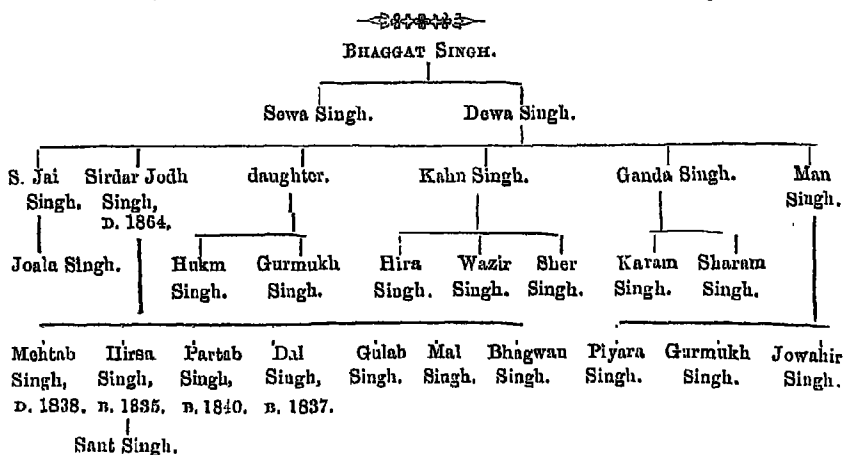 BHAGGAT SINGH.
Sewa Singh. Dewa Singh.
S. Jai Sirdar Jodh daughter. Kahn Singh. Ganda Singh. Man
Singh. Singh, Singh.
D. 1864.
Joala Singh. Hukm Gurmukh Hira Wazir Sher Karam Sharam
Singh. Singh. Singh. Singh. Singh. Singh. Singh.
Mehtab Hirsa Partab Dal Gulab Mal Bhagwan Piyara Gurmukh Jowahir
Singh, Singh, Singh, Singh, Singh. Singh. Singh. Singh. Singh. Singh.
D. 1838. B. 1835. B. 1840. B. 1837.
Sant Singh.